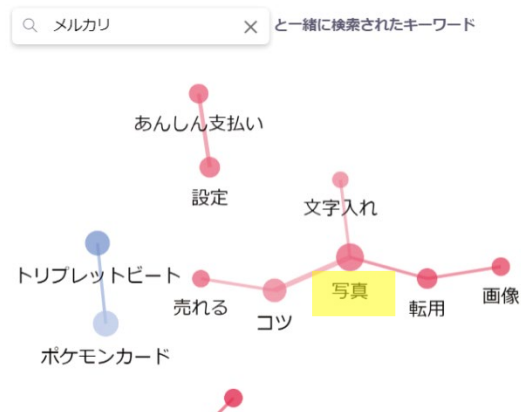 メルカリ と一緒に検索されたキーワード
あんしん支払い
設定
文字入れ
トリプレットビート
売れる
コツ
写真
転用
画像
ポケモンカード